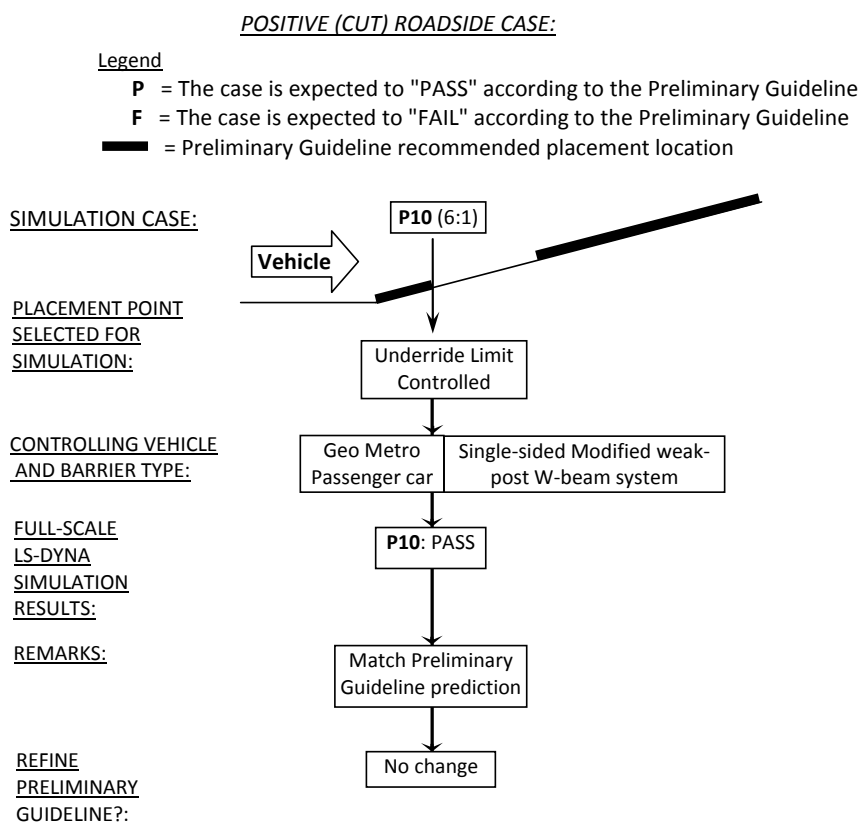 POSITIVE (CUT) ROADSIDE CASE:
Legend
P = The case is expected to "PASS" according to the Preliminary Guideline
F = The case is expected to "FAIL" according to the Preliminary Guideline
= Preliminary Guideline recommended placement location
SIMULATION CASE:
P10 (6:1)
Vehicle
PLACEMENT POINT
SELECTED FOR
SIMULATION:
Underride Limit
Controlled
CONTROLLING VEHICLE
AND BARRIER TYPE:
Geo Metro
Passenger car
Single-sided Modified weak-
post W-beam system
FULL-SCALE
LS-DYNA
SIMULATION
RESULTS:
P10: PASS
REMARKS:
Match Preliminary
Guideline prediction
REFINE
PRELIMINARY
GUIDELINE?:
No change